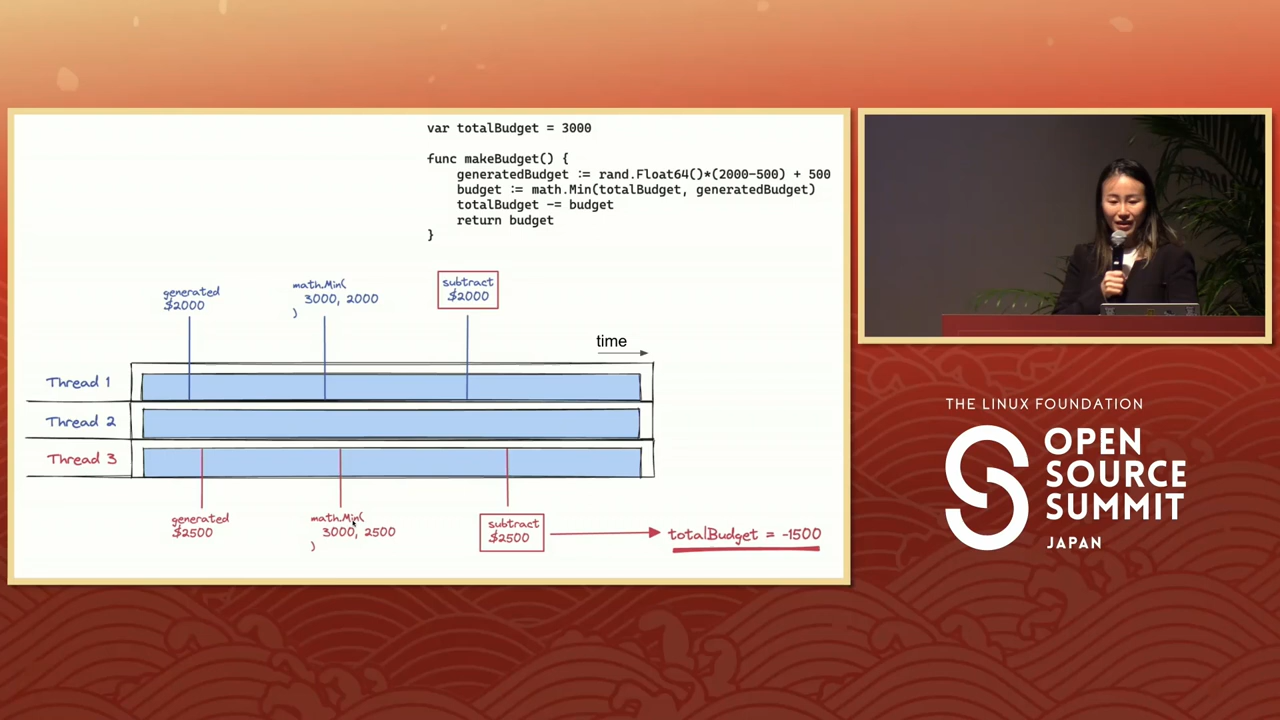 var totalBudget = 3000
func makeBudget() {
generatedBudget := rand.Float64()*(2000-500) + 500
budget := math.Min(totalBudget, generatedBudget)
totalBudget -= budget
return budget
}
generated
$2000
math.Min(
3000, 2000
)
subtract
$2000
time
Thread 1
Thread 2
Thread 3
generated
$2500
math.Min(
3000, 2500
)
subtract
$2500
totalBudget = -1500
THE LINUX FOUNDATION
OPEN
SOURCE
SUMMIT
JAPAN